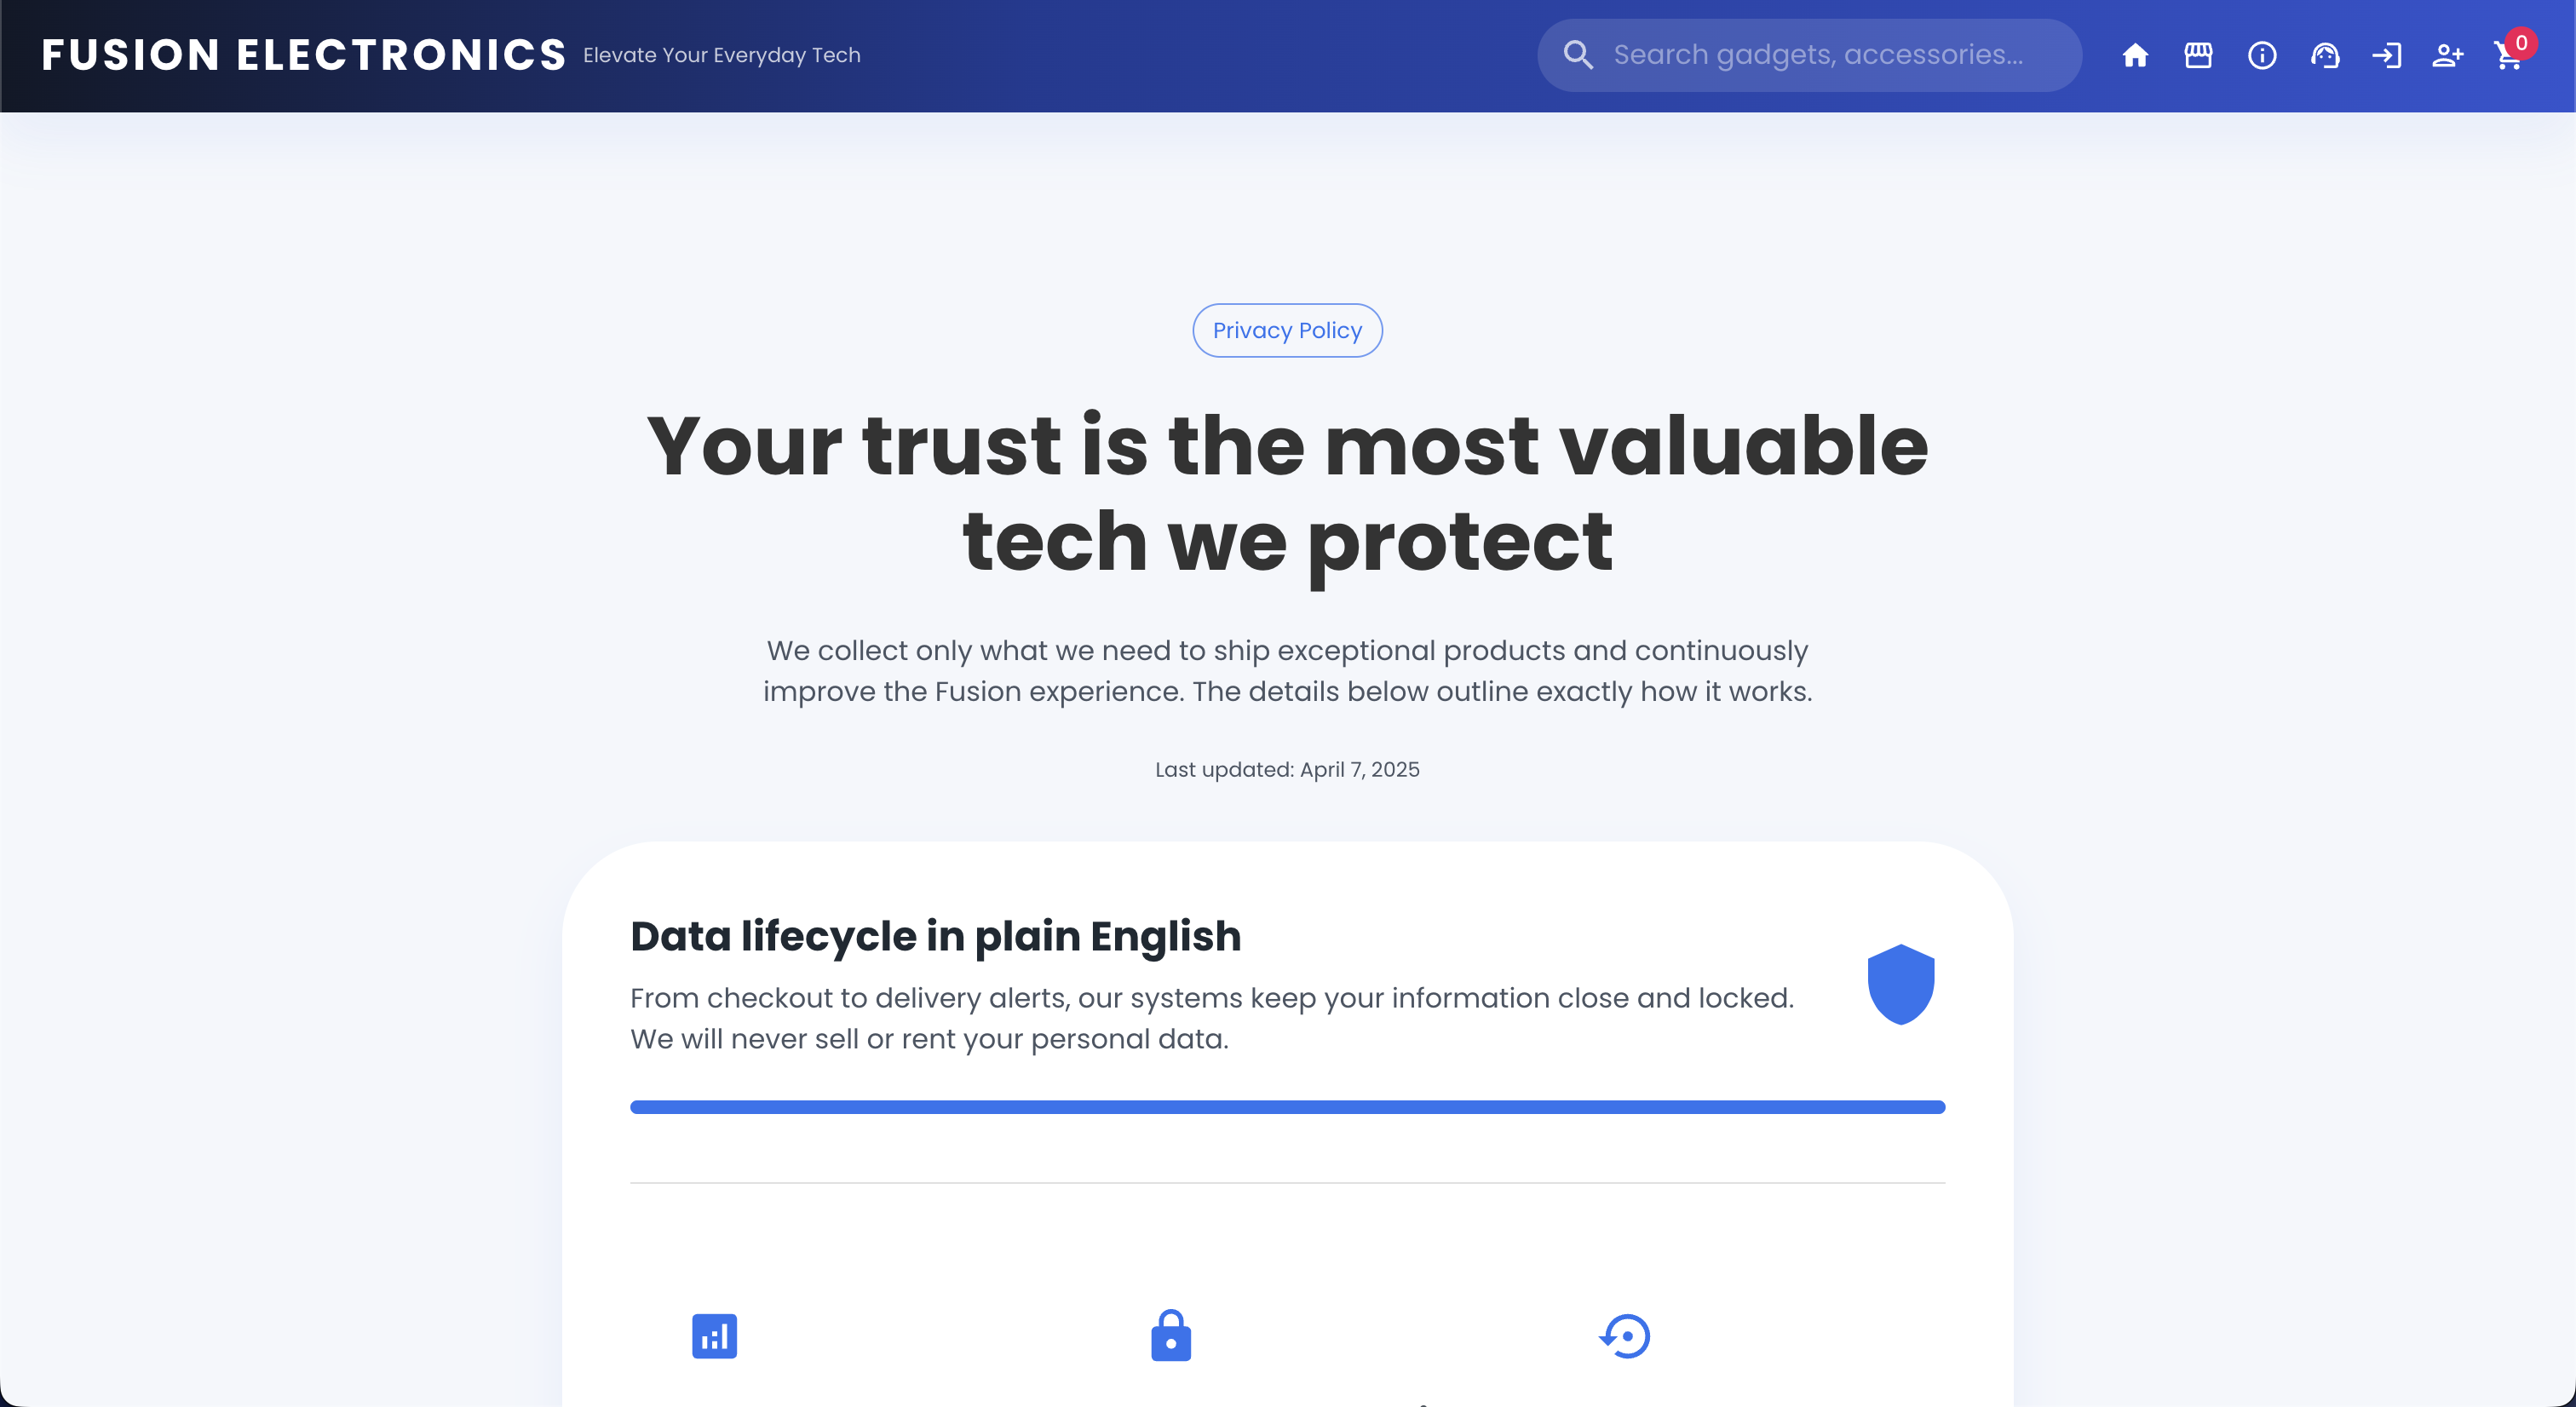 FUSION ELECTRONICS Elevate Your Everyday Tech
Search gadgets, accessories...
0
Privacy Policy
Your trust is the most valuable
tech we protect
We collect only what we need to ship exceptional products and continuously
improve the Fusion experience. The details below outline exactly how it works.
Last updated: April 7, 2025
Data lifecycle in plain English
From checkout to delivery alerts, our systems keep your information close and locked.
We will never sell or rent your personal data.